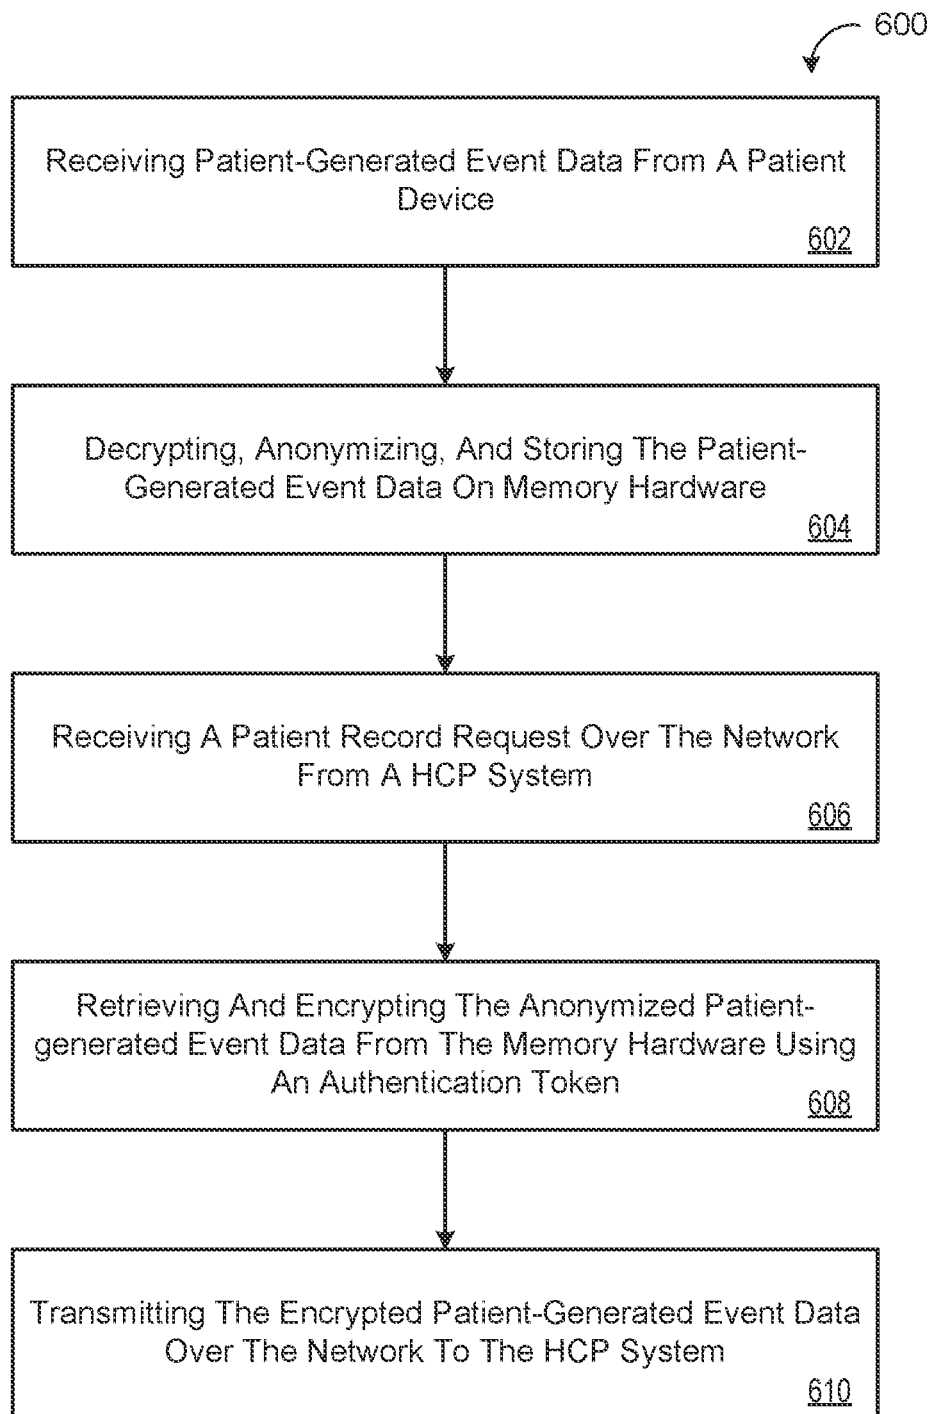 600
Receiving Patient-Generated Event Data From A Patient
Device
602
Decrypting, Anonymizing, And Storing The Patient-
Generated Event Data On Memory Hardware
604
Receiving A Patient Record Request Over The Network
From A HCP System
606
Retrieving And Encrypting The Anonymized Patient-
generated Event Data From The Memory Hardware Using
An Authentication Token
608
Transmitting The Encrypted Patient-Generated Event Data
Over The Network To The HCP System
610